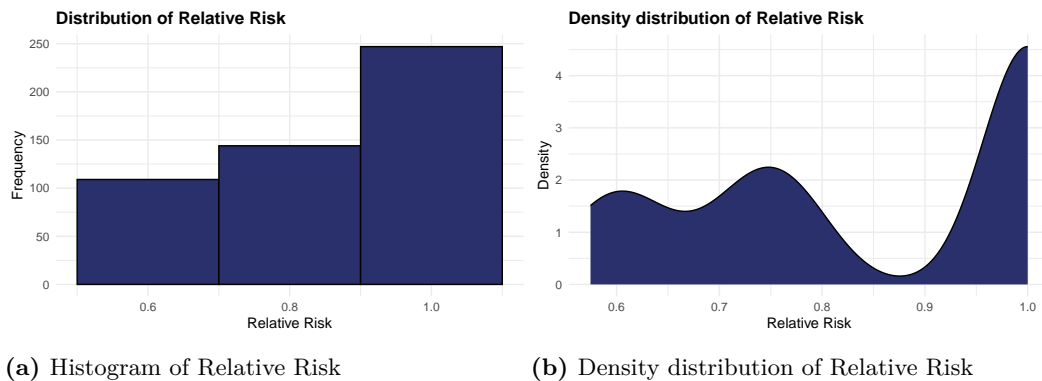 Distribution of Relative Risk
250
200
150
100
50
0
Frequency
0.6 0.8 1.0
Relative Risk
(a) Histogram of Relative Risk
Density distribution of Relative Risk
4
3
2
1
0
Density
0.6 0.7 0.8 0.9 1.0
Relative Risk
(b) Density distribution of Relative Risk